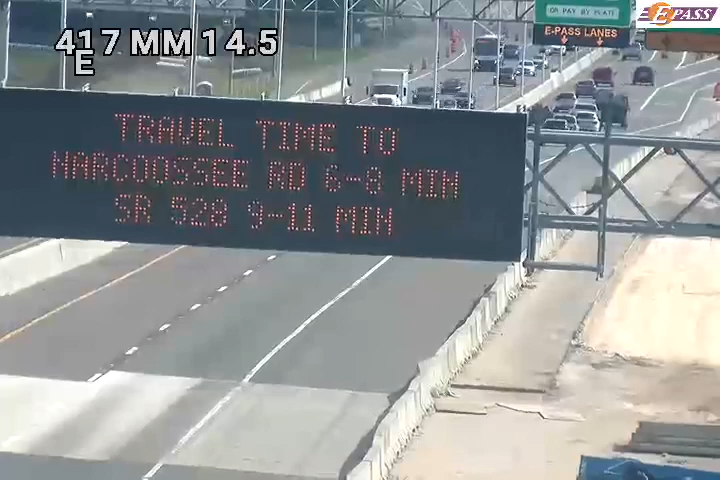 417 MM 14.5
E
OR PAY BY PLATE
E-PASS LANES
E-PASS
TRAVEL TIME TO
NARCOOSSEE RD 6-8 MIN
SR 528 9-11 MIN